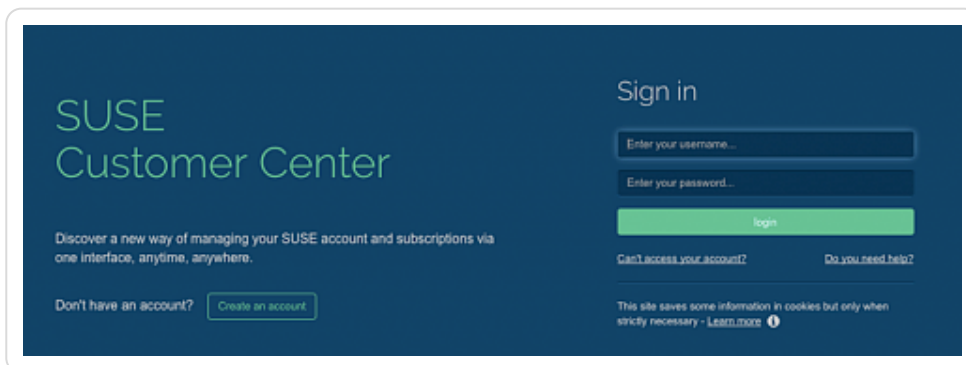 SUSE
Customer Center
Discover a new way of managing your SUSE account and subscriptions via
one interface, anytime, anywhere.
Don't have an account?
Create an account
Sign in
Enter your username...
Enter your password...
login
Can't access your account?
Do you need help?
This site saves some information in cookies but only when
strictly necessary - Learn more